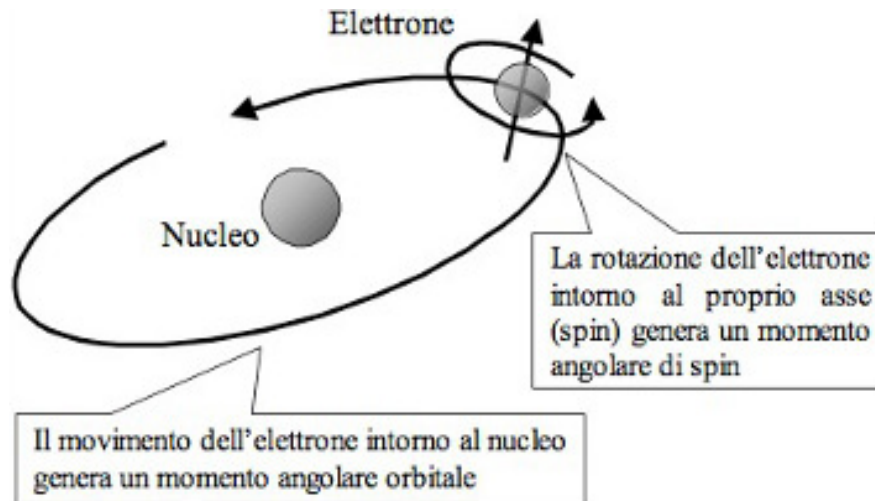 Elettrone
Nucleo
La rotazione dell'elettrone
intorno al proprio asse
(spin) genera un momento
angolare di spin
Il movimento dell'elettrone intorno al nucleo
genera un momento angolare orbitale